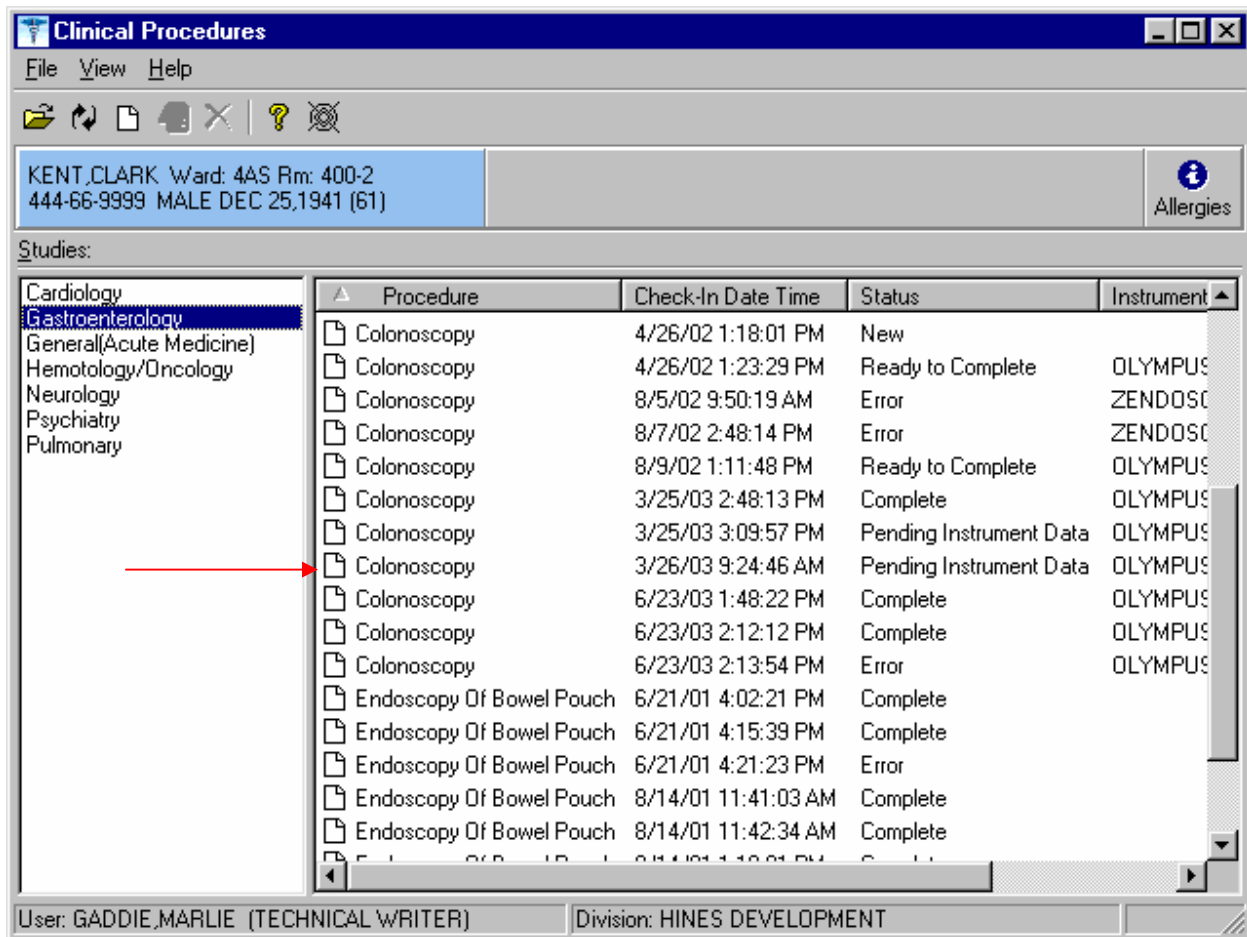 Clinical Procedures
File View Help
KENT,CLARK Ward: 4AS Rm: 400-2
444-66-9999 MALE DEC 25,1941 (61)
Allergies
Studies:
Cardiology
Gastroenterology
General(Acute Medicine)
Hemotology/Oncology
Neurology
Psychiatry
Pulmonary
Procedure Check-In Date Time Status Instrument
Colonoscopy 4/26/02 1:18:01 PM New
Colonoscopy 4/26/02 1:23:29 PM Ready to Complete OLYMPUS
Colonoscopy 8/5/02 9:50:19 AM Error ZENDOSC
Colonoscopy 8/7/02 2:48:14 PM Error ZENDOSC
Colonoscopy 8/9/02 1:11:48 PM Ready to Complete OLYMPUS
Colonoscopy 3/25/03 2:48:13 PM Complete OLYMPUS
Colonoscopy 3/25/03 3:09:57 PM Pending Instrument Data OLYMPUS
Colonoscopy 3/26/03 9:24:46 AM Pending Instrument Data OLYMPUS
Colonoscopy 6/23/03 1:48:22 PM Complete OLYMPUS
Colonoscopy 6/23/03 2:12:12 PM Complete OLYMPUS
Colonoscopy 6/23/03 2:13:54 PM Error OLYMPUS
Endoscopy Of Bowel Pouch 6/21/01 4:02:21 PM Complete
Endoscopy Of Bowel Pouch 6/21/01 4:15:39 PM Complete
Endoscopy Of Bowel Pouch 6/21/01 4:21:23 PM Error
Endoscopy Of Bowel Pouch 8/14/01 11:41:03 AM Complete
Endoscopy Of Bowel Pouch 8/14/01 11:42:34 AM Complete
User: GADDIE,MARLIE (TECHNICAL WRITER) Division: HINES DEVELOPMENT